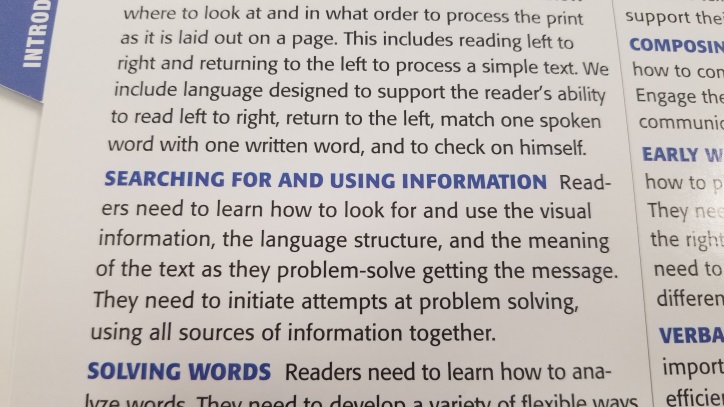 INTROD
where to look at and in what order to process the print
as it is laid out on a page. This includes reading left to
right and returning to the left to process a simple text. We
include language designed to support the reader's ability
to read left to right, return to the left, match one spoken
word with one written word, and to check on himself.
SEARCHING FOR AND USING INFORMATION Read-
ers need to learn how to look for and use the visual
information, the language structure, and the meaning
of the text as they problem-solve getting the message.
They need to initiate attempts at problem solving,
using all sources of information together.
SOLVING WORDS Readers need to learn how to ana-
lyze words. They need to develop a variety of flexible ways
support the
COMPOSIN
how to con
Engage the
communic
EARLY W
how to p
They nee
the right
need to
differen
VERBA
import
efficie